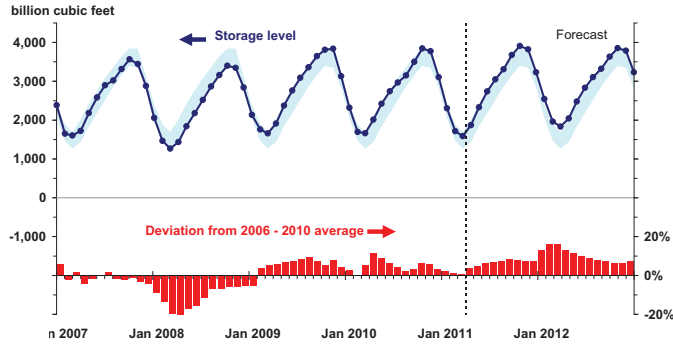 billion cubic feet
4,000
Storage level
Forecast
3,000
2,000
1,000
0
Deviation from 2006 - 2010 average
-1,000
20%
0%
-20%
n 2007 Jan 2008 Jan 2009 Jan 2010 Jan 2011 Jan 2012